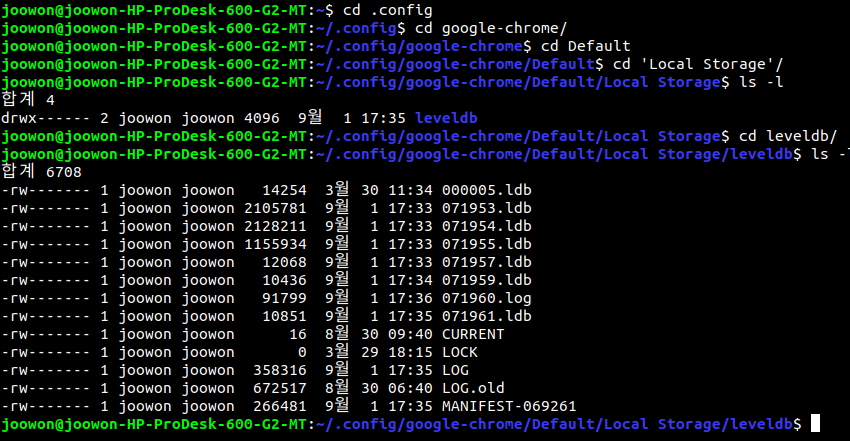 joowon@joowon-HP-ProDesk-600-G2-MT:~$ cd .config
joowon@joowon-HP-ProDesk-600-G2-MT:~/.config$ cd google-chrome/
joowon@joowon-HP-ProDesk-600-G2-MT:~/.config/google-chrome$ cd Default
joowon@joowon-HP-ProDesk-600-G2-MT:~/.config/google-chrome/Default$ cd 'Local Storage'/
joowon@joowon-HP-ProDesk-600-G2-MT:~/.config/google-chrome/Default/Local Storage$ ls -l
합계 4
drwx------ 2 joowon joowon 4096  9월  1 17:35 leveldb
joowon@joowon-HP-ProDesk-600-G2-MT:~/.config/google-chrome/Default/Local Storage$ cd leveldb/
joowon@joowon-HP-ProDesk-600-G2-MT:~/.config/google-chrome/Default/Local Storage/leveldb$ ls -l
합계 6708
-rw------- 1 joowon joowon   14254  3월 30 11:34 000005.ldb
-rw------- 1 joowon joowon 2105781  9월  1 17:33 071953.ldb
-rw------- 1 joowon joowon 2128211  9월  1 17:33 071954.ldb
-rw------- 1 joowon joowon 1155934  9월  1 17:33 071955.ldb
-rw------- 1 joowon joowon   12068  9월  1 17:33 071957.ldb
-rw------- 1 joowon joowon   10436  9월  1 17:34 071959.ldb
-rw------- 1 joowon joowon   91799  9월  1 17:36 071960.log
-rw------- 1 joowon joowon   10851  9월  1 17:35 071961.ldb
-rw------- 1 joowon joowon      16  8월 30 09:40 CURRENT
-rw------- 1 joowon joowon       0  3월 29 18:15 LOCK
-rw------- 1 joowon joowon  358316  9월  1 17:35 LOG
-rw------- 1 joowon joowon  672517  8월 30 06:40 LOG.old
-rw------- 1 joowon joowon  266481  9월  1 17:35 MANIFEST-069261
joowon@joowon-HP-ProDesk-600-G2-MT:~/.config/google-chrome/Default/Local Storage/leveldb$